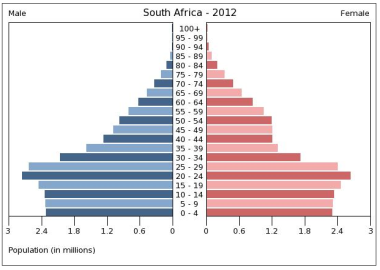 Male South Africa - 2012 Female
100+
95 - 99
90 - 94
85 - 89
80 - 84
75 - 79
70 - 74
65 - 69
60 - 64
55 - 59
50 - 54
45 - 49
40 - 44
35 - 39
30 - 34
25 - 29
20 - 24
15 - 19
10 - 14
5 - 9
0 - 4
3 2.4 1.8 1.2 0.6 0 0 0.6 1.2 1.8 2.4 3
Population (in millions)